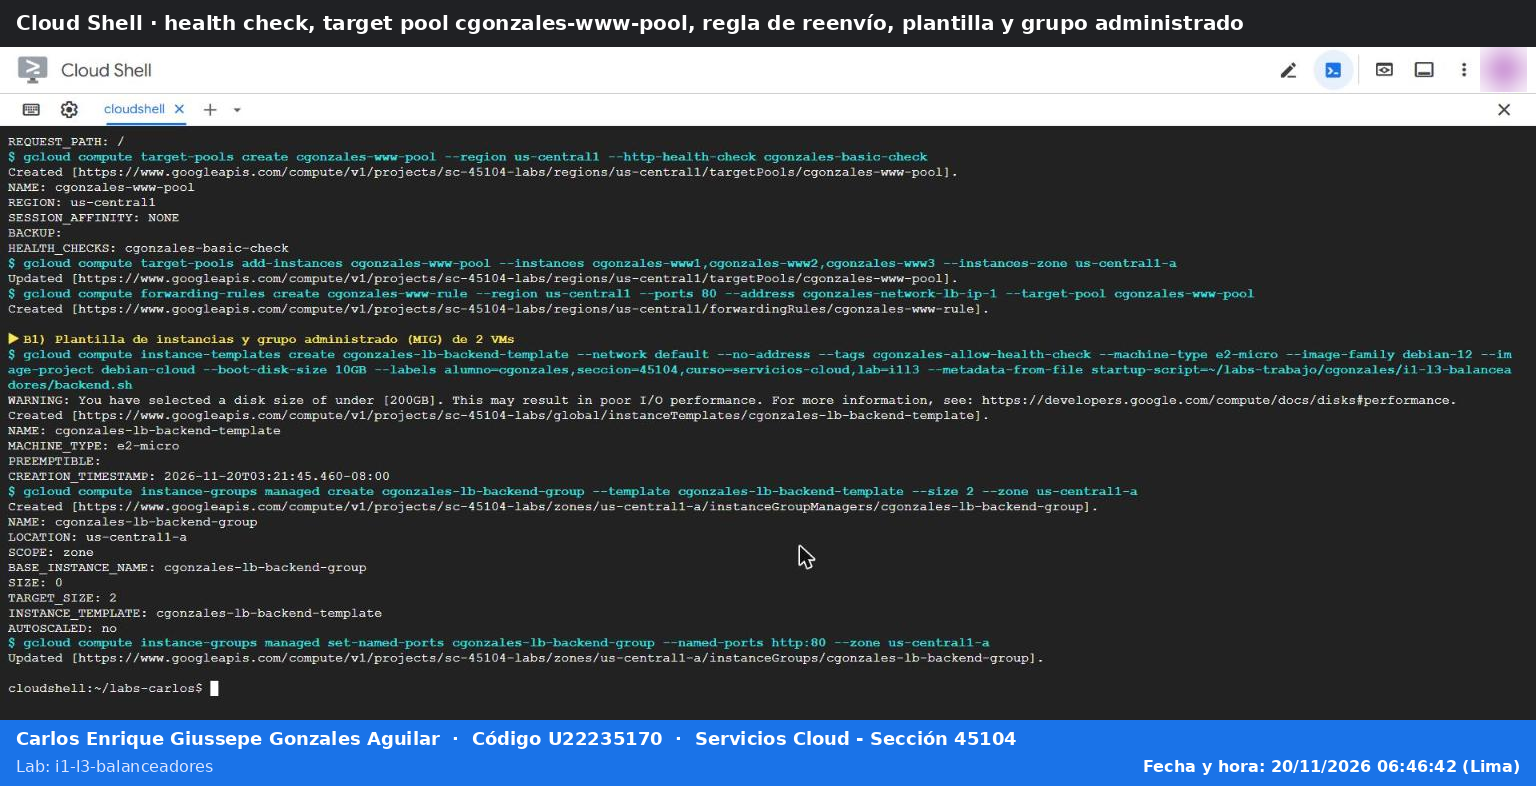 Cloud Shell · health check, target pool cgonzales-www-pool, regla de reenvío, plantilla y grupo administrado
Cloud Shell
cloudshell
REQUEST_PATH: /
$ gcloud compute target-pools create cgonzales-www-pool --region us-central1 --http-health-check cgonzales-basic-check
Created [https://www.googleapis.com/compute/v1/projects/sc-45104-labs/regions/us-central1/targetPools/cgonzales-www-pool].
NAME: cgonzales-www-pool
REGION: us-central1
SESSION_AFFINITY: NONE
BACKUP:
HEALTH_CHECKS: cgonzales-basic-check
$ gcloud compute target-pools add-instances cgonzales-www-pool --instances cgonzales-www1,cgonzales-www2,cgonzales-www3 --instances-zone us-central1-a
Updated [https://www.googleapis.com/compute/v1/projects/sc-45104-labs/regions/us-central1/targetPools/cgonzales-www-pool].
$ gcloud compute forwarding-rules create cgonzales-www-rule --region us-central1 --ports 80 --address cgonzales-network-lb-ip-1 --target-pool cgonzales-www-pool
Created [https://www.googleapis.com/compute/v1/projects/sc-45104-labs/regions/us-central1/forwardingRules/cgonzales-www-rule].
▶ B1) Plantilla de instancias y grupo administrado (MIG) de 2 VMs
$ gcloud compute instance-templates create cgonzales-lb-backend-template --network default --no-address --tags cgonzales-allow-health-check --machine-type e2-micro --image-family debian-12 --im
age-project debian-cloud --boot-disk-size 10GB --labels alumno=cgonzales,seccion=45104,curso=servicios-cloud,lab=i1l3 --metadata-from-file startup-script=~/labs-trabajo/cgonzales/i1-l3-balancea
dores/backend.sh
WARNING: You have selected a disk size of under [200GB]. This may result in poor I/O performance. For more information, see: https://developers.google.com/compute/docs/disks#performance.
Created [https://www.googleapis.com/compute/v1/projects/sc-45104-labs/global/instanceTemplates/cgonzales-lb-backend-template].
NAME: cgonzales-lb-backend-template
MACHINE_TYPE: e2-micro
PREEMPTIBLE:
CREATION_TIMESTAMP: 2026-11-20T03:21:45.460-08:00
$ gcloud compute instance-groups managed create cgonzales-lb-backend-group --template cgonzales-lb-backend-template --size 2 --zone us-central1-a
Created [https://www.googleapis.com/compute/v1/projects/sc-45104-labs/zones/us-central1-a/instanceGroupManagers/cgonzales-lb-backend-group].
NAME: cgonzales-lb-backend-group
LOCATION: us-central1-a
SCOPE: zone
BASE_INSTANCE_NAME: cgonzales-lb-backend-group
SIZE: 0
TARGET_SIZE: 2
INSTANCE_TEMPLATE: cgonzales-lb-backend-template
AUTOSCALED: no
$ gcloud compute instance-groups managed set-named-ports cgonzales-lb-backend-group --named-ports http:80 --zone us-central1-a
Updated [https://www.googleapis.com/compute/v1/projects/sc-45104-labs/zones/us-central1-a/instanceGroups/cgonzales-lb-backend-group].
cloudshell:~/labs-carlos$
Carlos Enrique Giussepe Gonzales Aguilar · Código U22235170 · Servicios Cloud - Sección 45104
Lab: i1-l3-balanceadores
Fecha y hora: 20/11/2026 06:46:42 (Lima)